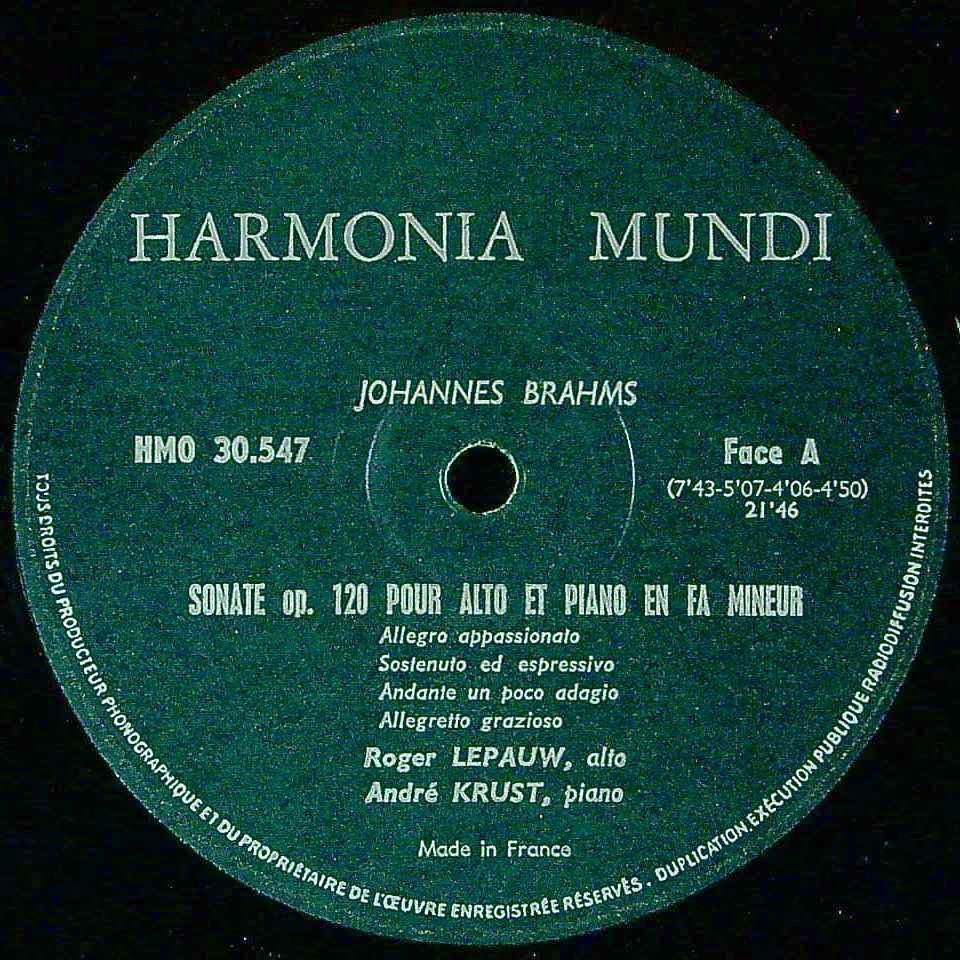 HARMONIA MUNDI
JOHANNES BRAHMS
HMO 30.547
Face A
(7'43-5'07-4'06-4'50)
21'46
SONATE op. 120 POUR ALTO ET PIANO EN FA MINEUR
Allegro appassionato
Sostenuto ed espressivo
Andante un poco adagio
Allegretto grazioso
Roger LEPAUW, alto
André KRUST, piano
Made in France
TOUS DROITS DU PRODUCTEUR PHONOGRAPHIQUE ET DU PROPRIÉTAIRE DE L'ŒUVRE ENREGISTRÉE RÉSERVÉS . DUPLICATION EXÉCUTION PUBLIQUE RADIODIFFUSION INTERDITES